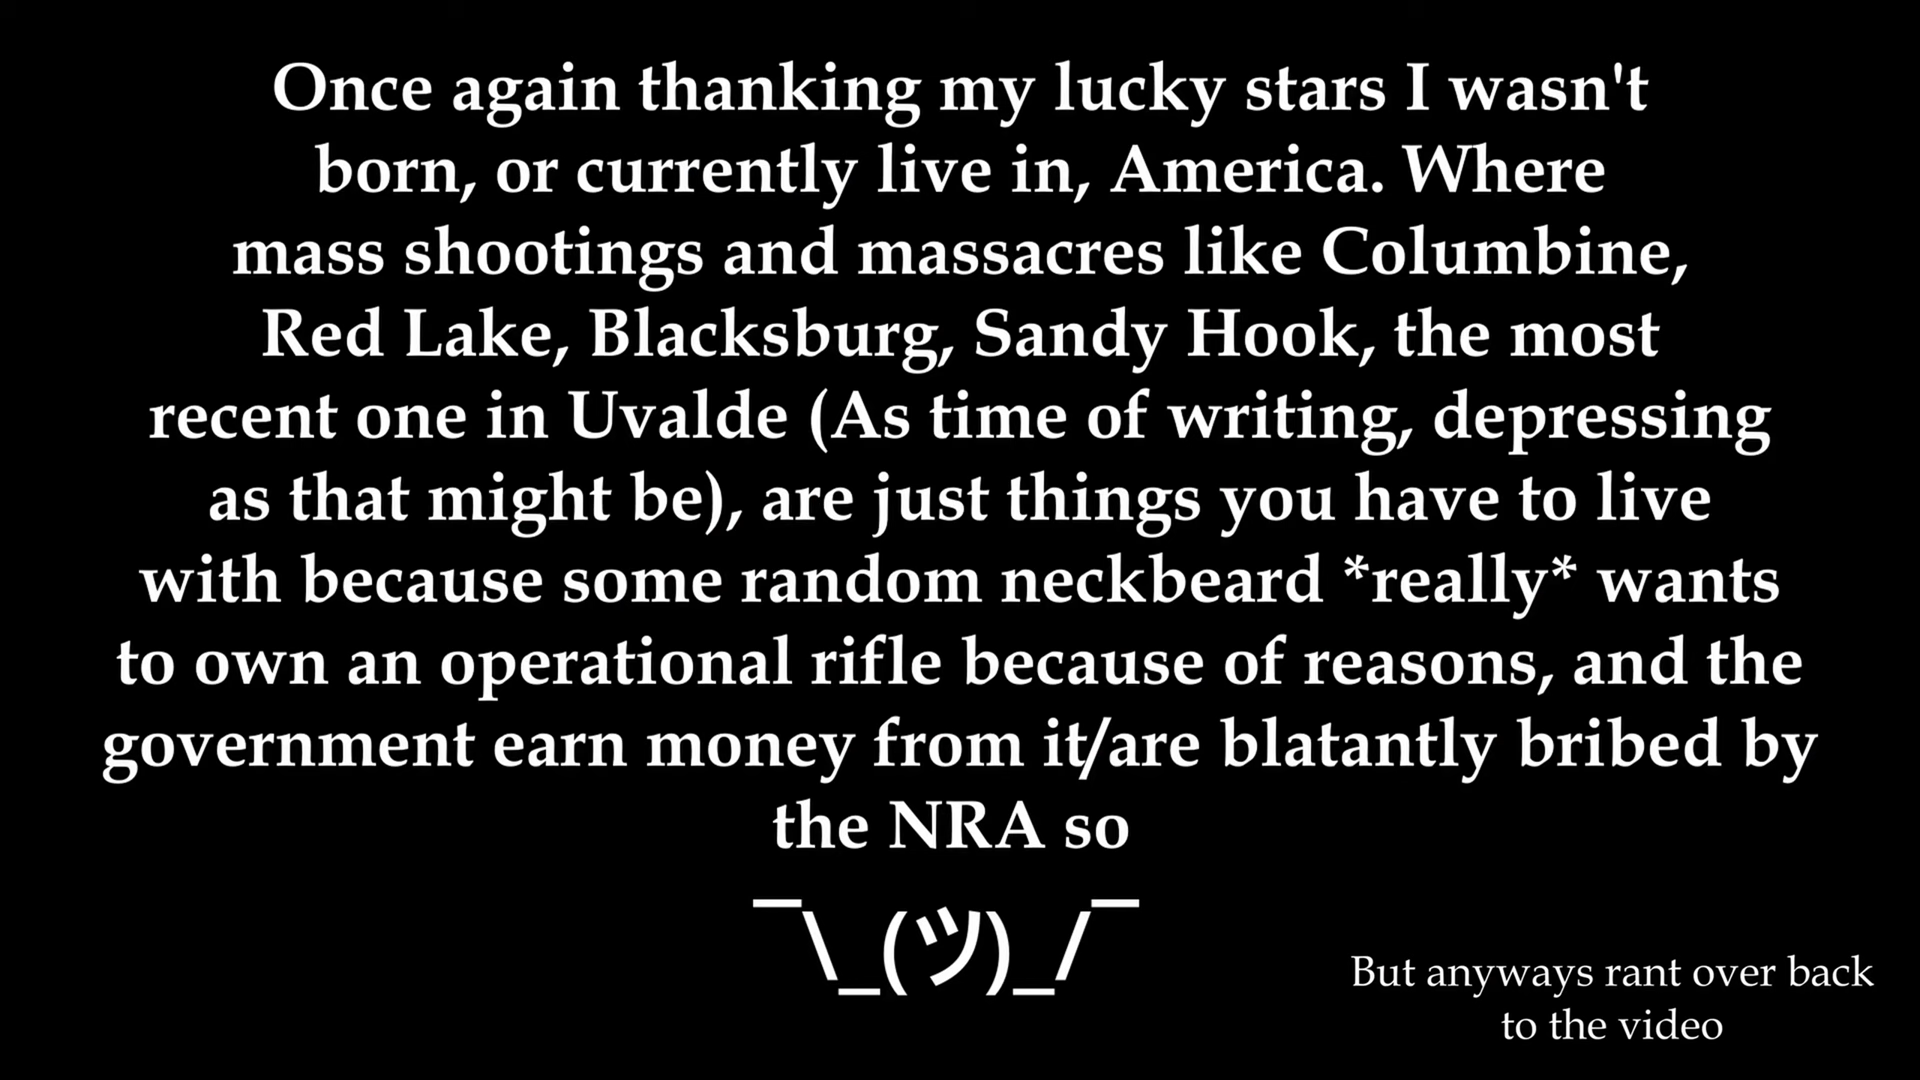 Once again thanking my lucky stars I wasn't
born, or currently live in, America. Where
mass shootings and massacres like Columbine,
Red Lake, Blacksburg, Sandy Hook, the most
recent one in Uvalde (As time of writing, depressing
as that might be), are just things you have to live
with because some random neckbeard *really* wants
to own an operational rifle because of reasons, and the
government earn money from it/are blatantly bribed by
the NRA so
¯\_(ツ)_/¯
But anyways rant over back
to the video